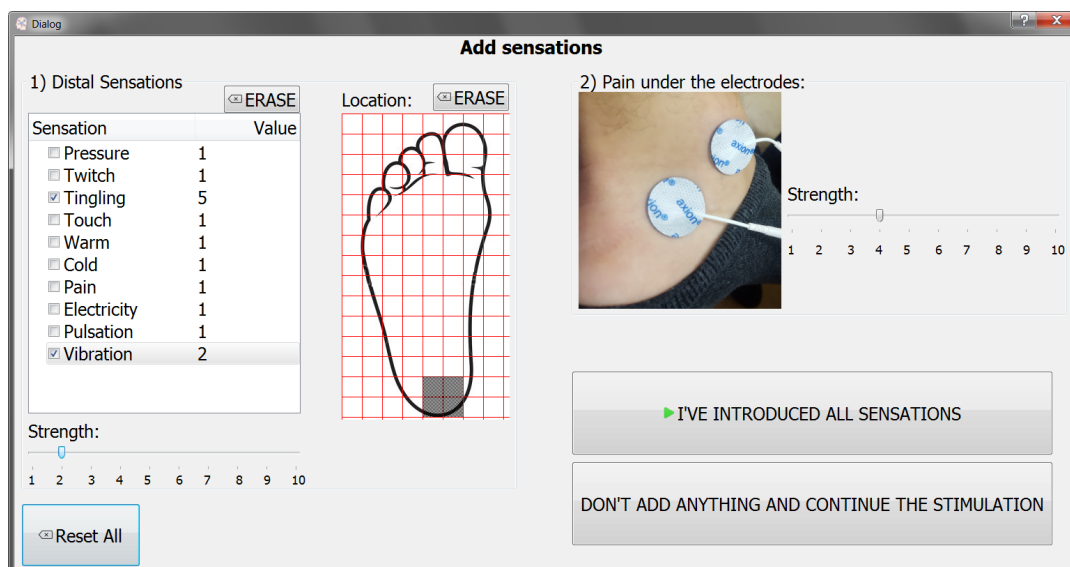 Dialog
Add sensations
1) Distal Sensations
ERASE
Sensation Value
Pressure 1
Twitch 1
Tingling 5
Touch 1
Warm 1
Cold 1
Pain 1
Electricity 1
Pulsation 1
Vibration 2
Strength:
1 2 3 4 5 6 7 8 9 10
Reset All
Location:
ERASE
2) Pain under the electrodes:
axion®
axion®
axion®
Strength:
1 2 3 4 5 6 7 8 9 10
I'VE INTRODUCED ALL SENSATIONS
DON'T ADD ANYTHING AND CONTINUE THE STIMULATION